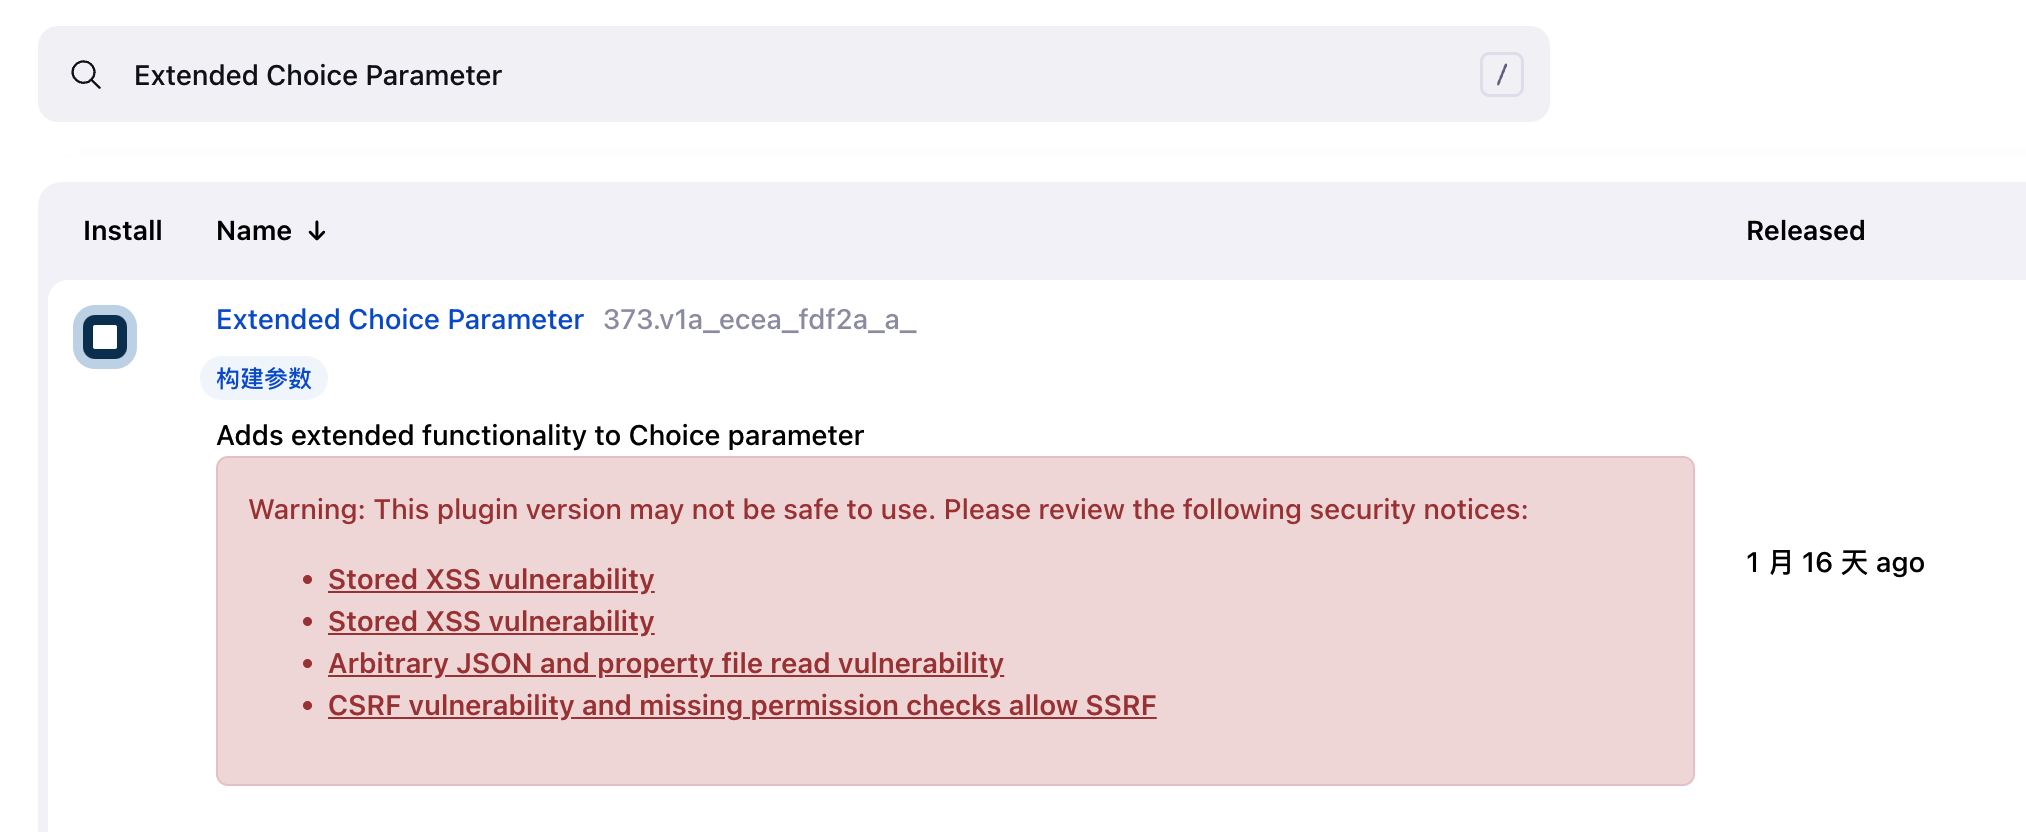 Extended Choice Parameter /
Install Name ↓ Released
Extended Choice Parameter 373.v1a_ecea_fdf2a_a_
构建参数
Adds extended functionality to Choice parameter
Warning: This plugin version may not be safe to use. Please review the following security notices:
• Stored XSS vulnerability
• Stored XSS vulnerability
• Arbitrary JSON and property file read vulnerability
• CSRF vulnerability and missing permission checks allow SSRF
1 月 16 天 ago